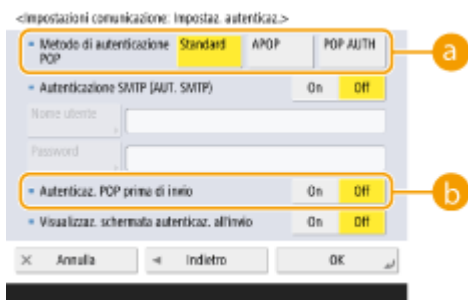 <Impostazioni comunicazione: Impostaz. autenticaz.>
Metodo di autenticazione POP Standard APOP POP AUTH a
Autenticazione SMTP (AUT. SMTP) On Off
Nome utente
Password
Autenticaz. POP prima di invio On Off b
Visualizzaz. schermata autenticaz. all'invio On Off
× Annulla Indietro OK